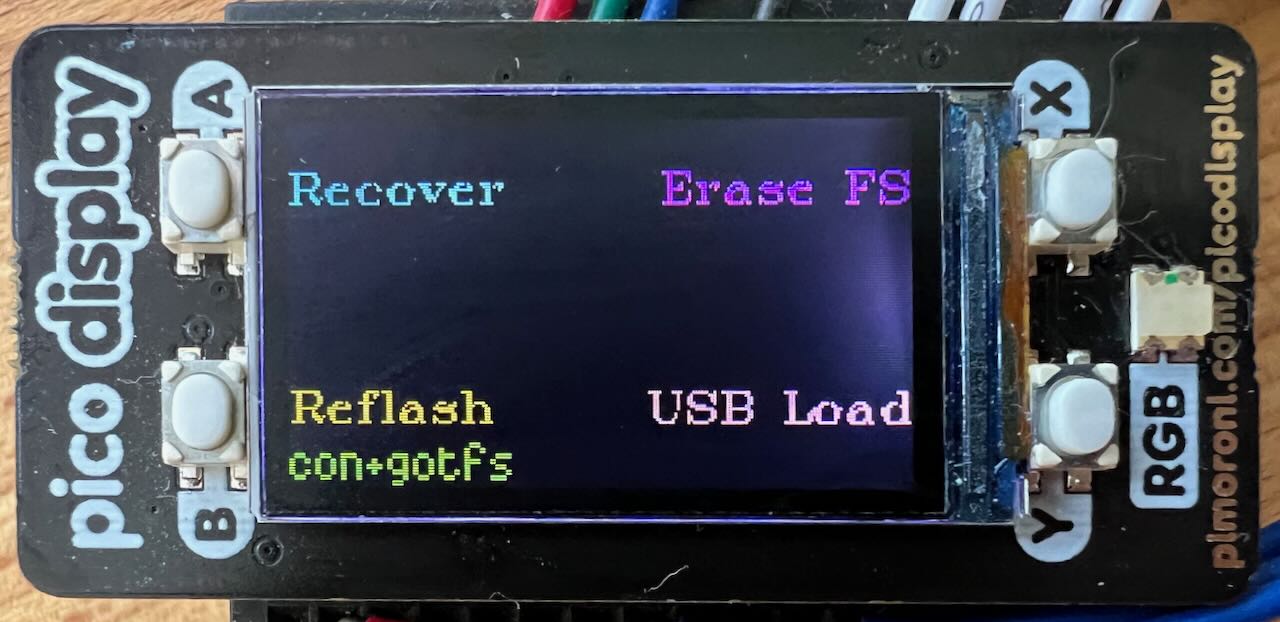 pico display
A
X
Recover
Erase FS
Reflash
USB Load
con+gotfs
B
Y
RGB
pimoroni.com/picodisplay